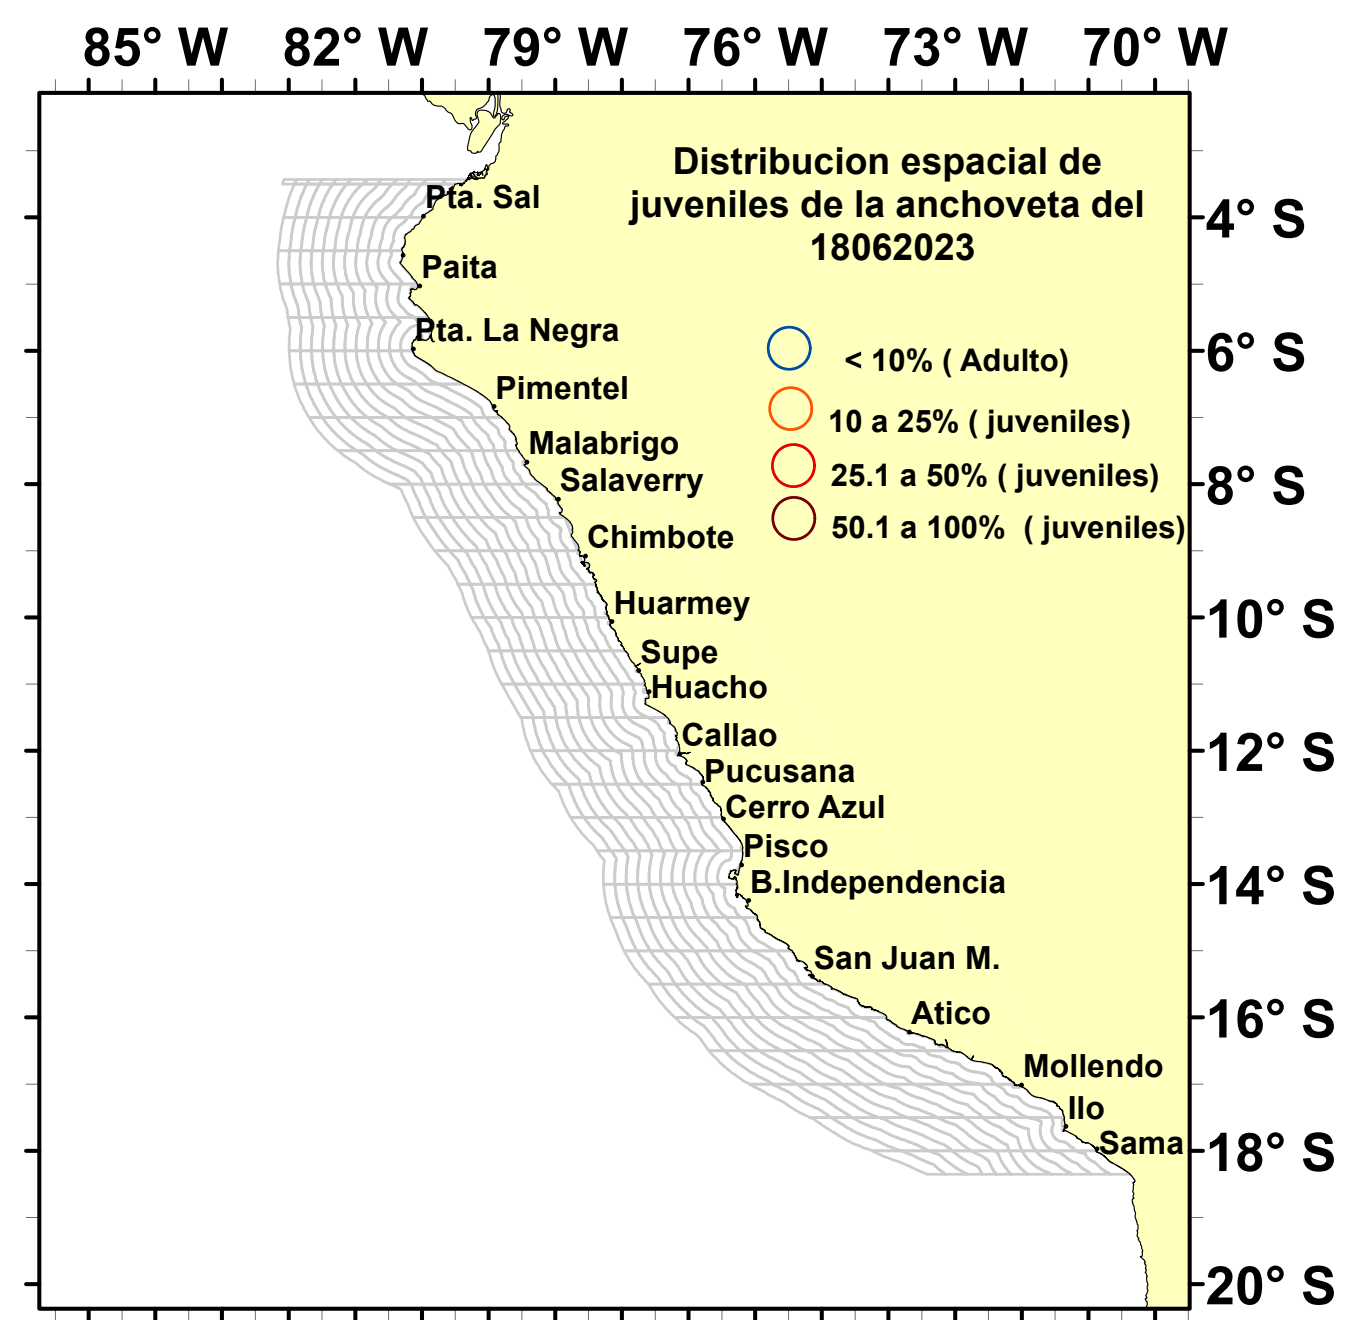 85° W 82° W 79° W 76° W 73° W 70° W
Distribucion espacial de
juveniles de la anchoveta del
18062023
Pta. Sal
4° S
Paita
Pta. La Negra
6° S
< 10% ( Adulto)
Pimentel
10 a 25% ( juveniles)
Malabrigo
25.1 a 50% ( juveniles)
Salaverry
8° S
50.1 a 100%  ( juveniles)
Chimbote
Huarmey
10° S
Supe
Huacho
Callao
12° S
Pucusana
Cerro Azul
Pisco
B.Independencia
14° S
San Juan M.
Atico
16° S
Mollendo
Ilo
Sama
18° S
20° S